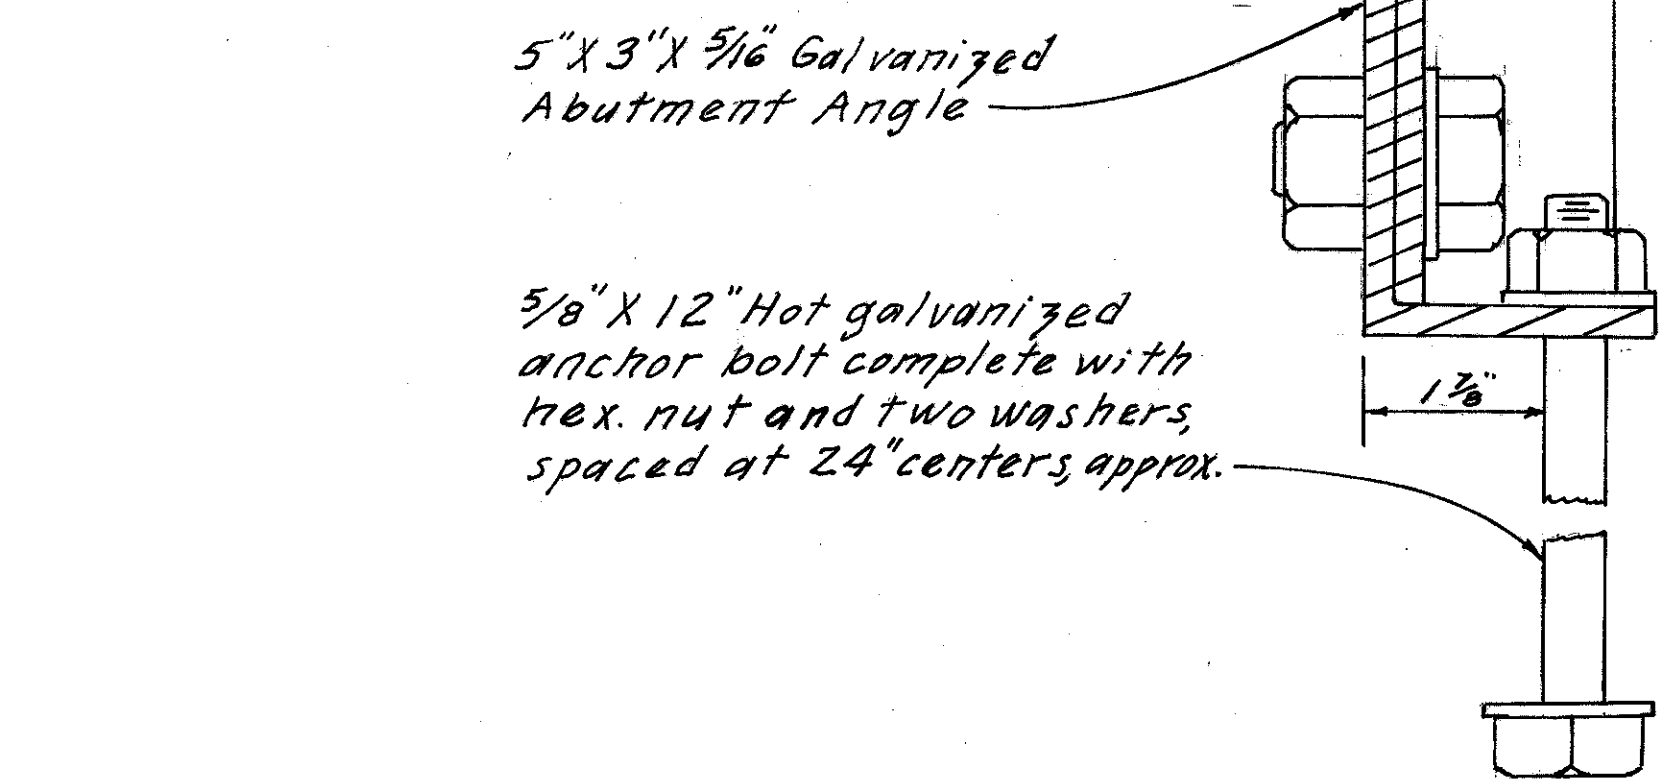 5" X 3" X 5/16" Galvanized
Abutment Angle
5/8" X 12" Hot galvanized
anchor bolt complete with
hex. nut and two washers,
spaced at 24" centers, approx.
1 7/8"